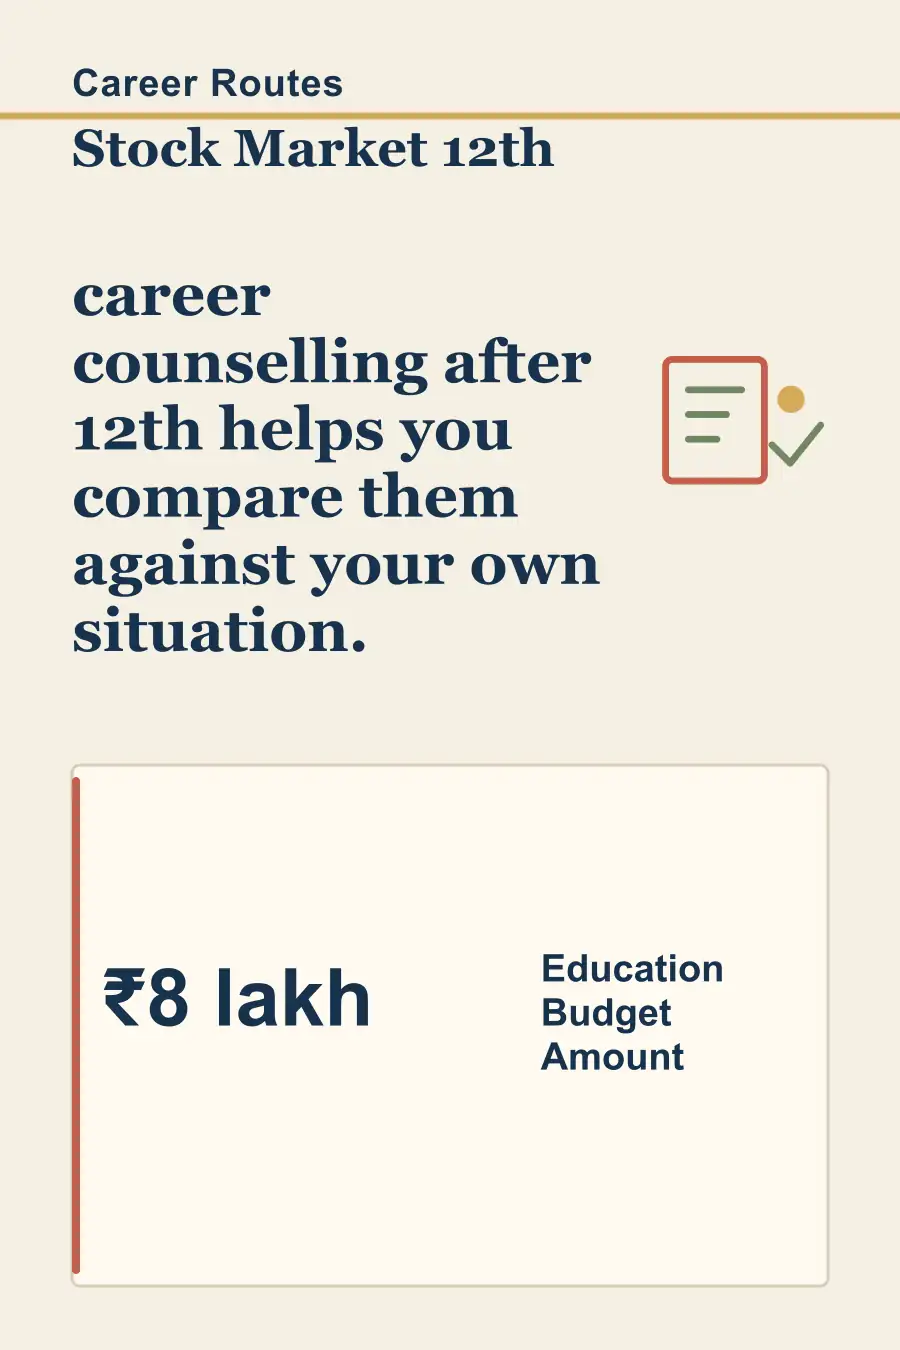 Career Routes
Stock Market 12th
career
counselling after
12th helps you
compare them
against your own
situation.
₹8 lakh
Education
Budget
Amount